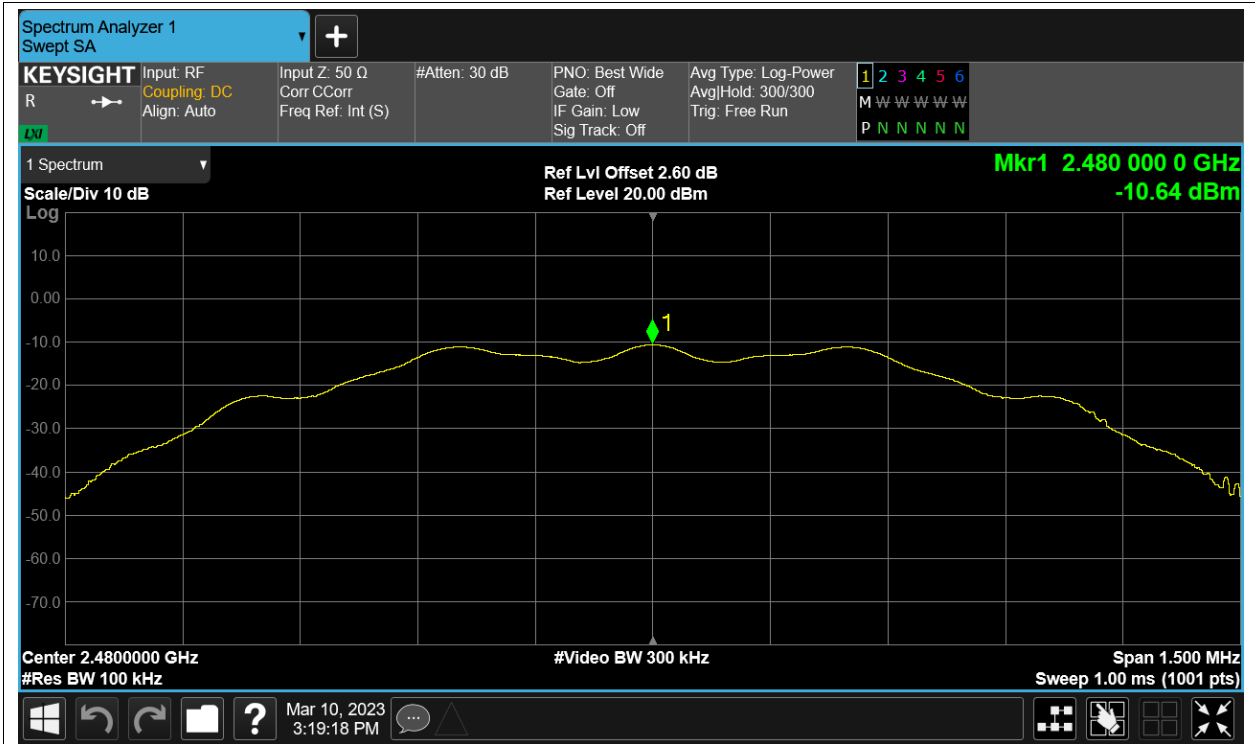 Spectrum Analyzer 1
Swept SA
KEYSIGHT
R
LXI
Input: RF
Coupling: DC
Align: Auto
Input Z: 50 Ω
Corr CCorr
Freq Ref: Int (S)
#Atten: 30 dB
PNO: Best Wide
Gate: Off
IF Gain: Low
Sig Track: Off
Avg Type: Log-Power
Avg|Hold: 300/300
Trig: Free Run
1 2 3 4 5 6
M W W W W W
P N N N N N
1 Spectrum
Scale/Div 10 dB
Log
Ref Lvl Offset 2.60 dB
Ref Level 20.00 dBm
Mkr1 2.480 000 0 GHz
-10.64 dBm
10.0
0.00
-10.0
-20.0
-30.0
-40.0
-50.0
-60.0
-70.0
1
Center 2.4800000 GHz
#Res BW 100 kHz
#Video BW 300 kHz
Span 1.500 MHz
Sweep 1.00 ms (1001 pts)
?
Mar 10, 2023
3:19:18 PM